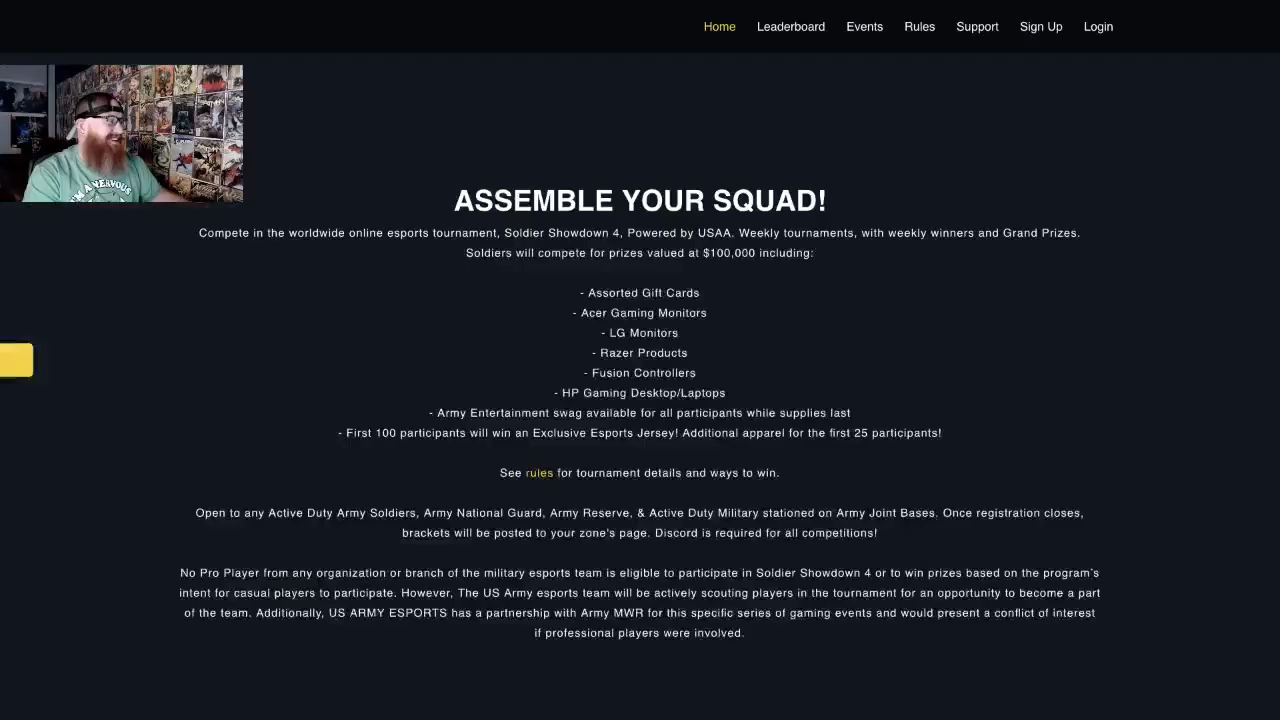 Home Leaderboard Events Rules Support Sign Up Login
I'M A NERVOUS
ASSEMBLE YOUR SQUAD!
Compete in the worldwide online esports tournament, Soldier Showdown 4, Powered by USAA. Weekly tournaments, with weekly winners and Grand Prizes.
Soldiers will compete for prizes valued at $100,000 including:
- Assorted Gift Cards
- Acer Gaming Monitors
- LG Monitors
- Razer Products
- Fusion Controllers
- HP Gaming Desktop/Laptops
- Army Entertainment swag available for all participants while supplies last
- First 100 participants will win an Exclusive Esports Jersey! Additional apparel for the first 25 participants!
See rules for tournament details and ways to win.
Open to any Active Duty Army Soldiers, Army National Guard, Army Reserve, & Active Duty Military stationed on Army Joint Bases. Once registration closes,
brackets will be posted to your zone's page. Discord is required for all competitions!
No Pro Player from any organization or branch of the military esports team is eligible to participate in Soldier Showdown 4 or to win prizes based on the program's
intent for casual players to participate. However, The US Army esports team will be actively scouting players in the tournament for an opportunity to become a part
of the team. Additionally, US ARMY ESPORTS has a partnership with Army MWR for this specific series of gaming events and would present a conflict of interest
if professional players were involved.